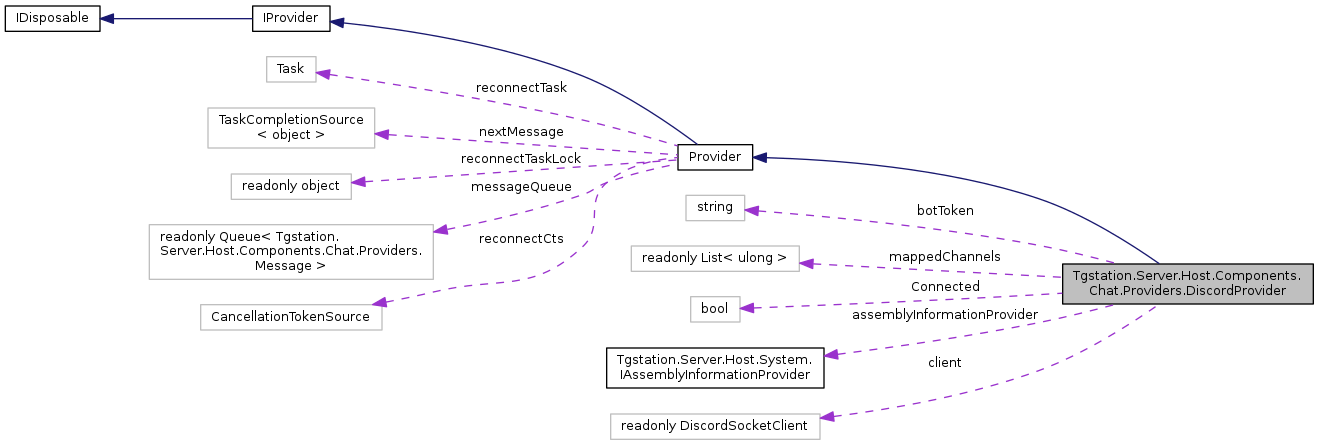 IDisposable
IProvider
Task
reconnectTask
TaskCompletionSource
< object >
nextMessage
reconnectTaskLock
readonly object
messageQueue
readonly Queue< Tgstation.
Server.Host.Components.Chat.Providers.
Message >
reconnectCts
CancellationTokenSource
Provider
string
botToken
readonly List< ulong >
mappedChannels
Connected
bool
assemblyInformationProvider
Tgstation.Server.Host.System.
IAssemblyInformationProvider
client
readonly DiscordSocketClient
Tgstation.Server.Host.Components.
Chat.Providers.DiscordProvider